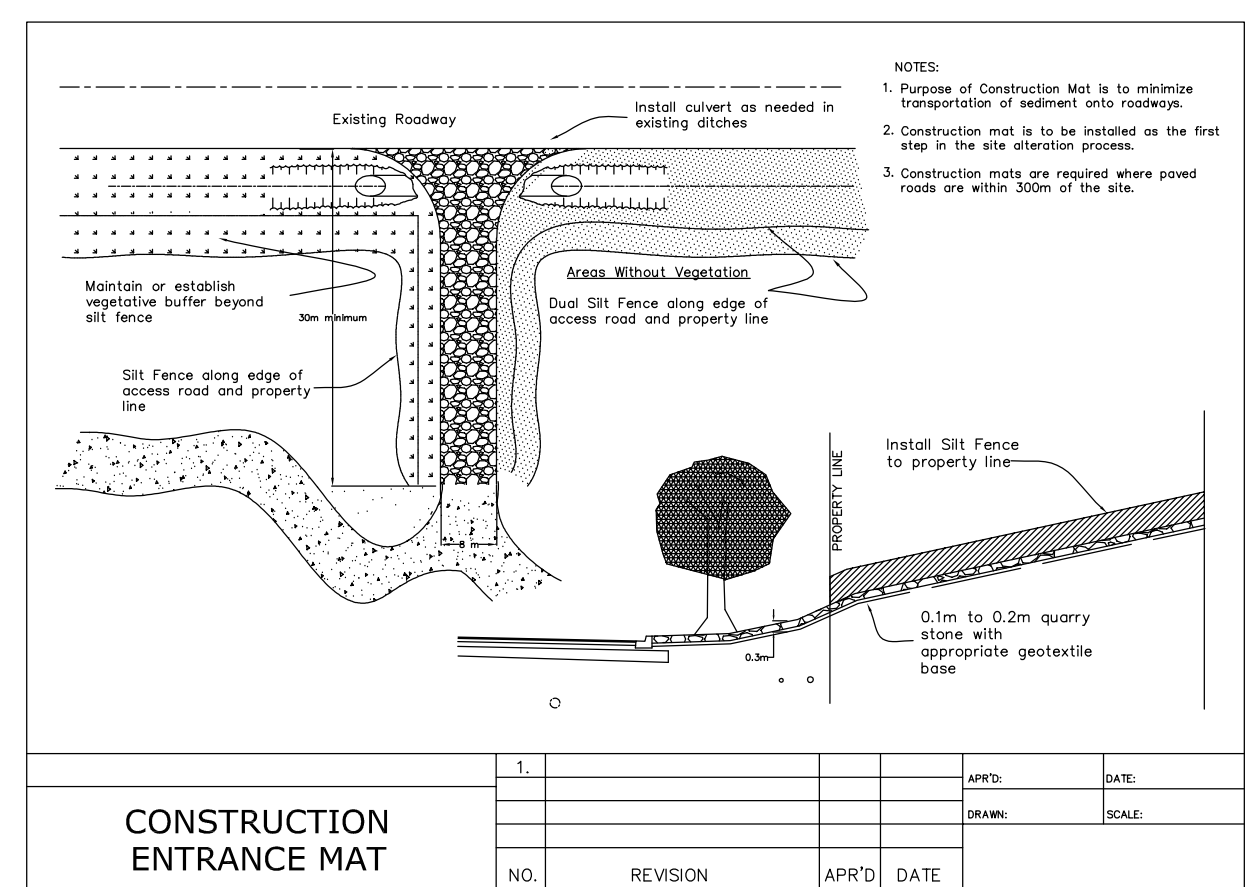 NOTES:
1. Purpose of Construction Mat is to minimize
transportation of sediment onto roadways.
2. Construction mat is to be installed as the first
step in the site alteration process.
3. Construction mats are required where paved
roads are within 300m of the site.
Existing Roadway
Install culvert as needed in
existing ditches
Maintain or establish
vegetative buffer beyond
silt fence
30m minimum
Areas Without Vegetation
Dual Silt Fence along edge of
access road and property line
Silt Fence along edge of
access road and property
line
8 m
PROPERTY LINE
Install Silt Fence
to property line
0.1m to 0.2m quarry
stone with
appropriate geotextile
base
0.3m
CONSTRUCTION
ENTRANCE MAT
1.
NO. REVISION APR'D DATE
APR'D: DATE:
DRAWN: SCALE: